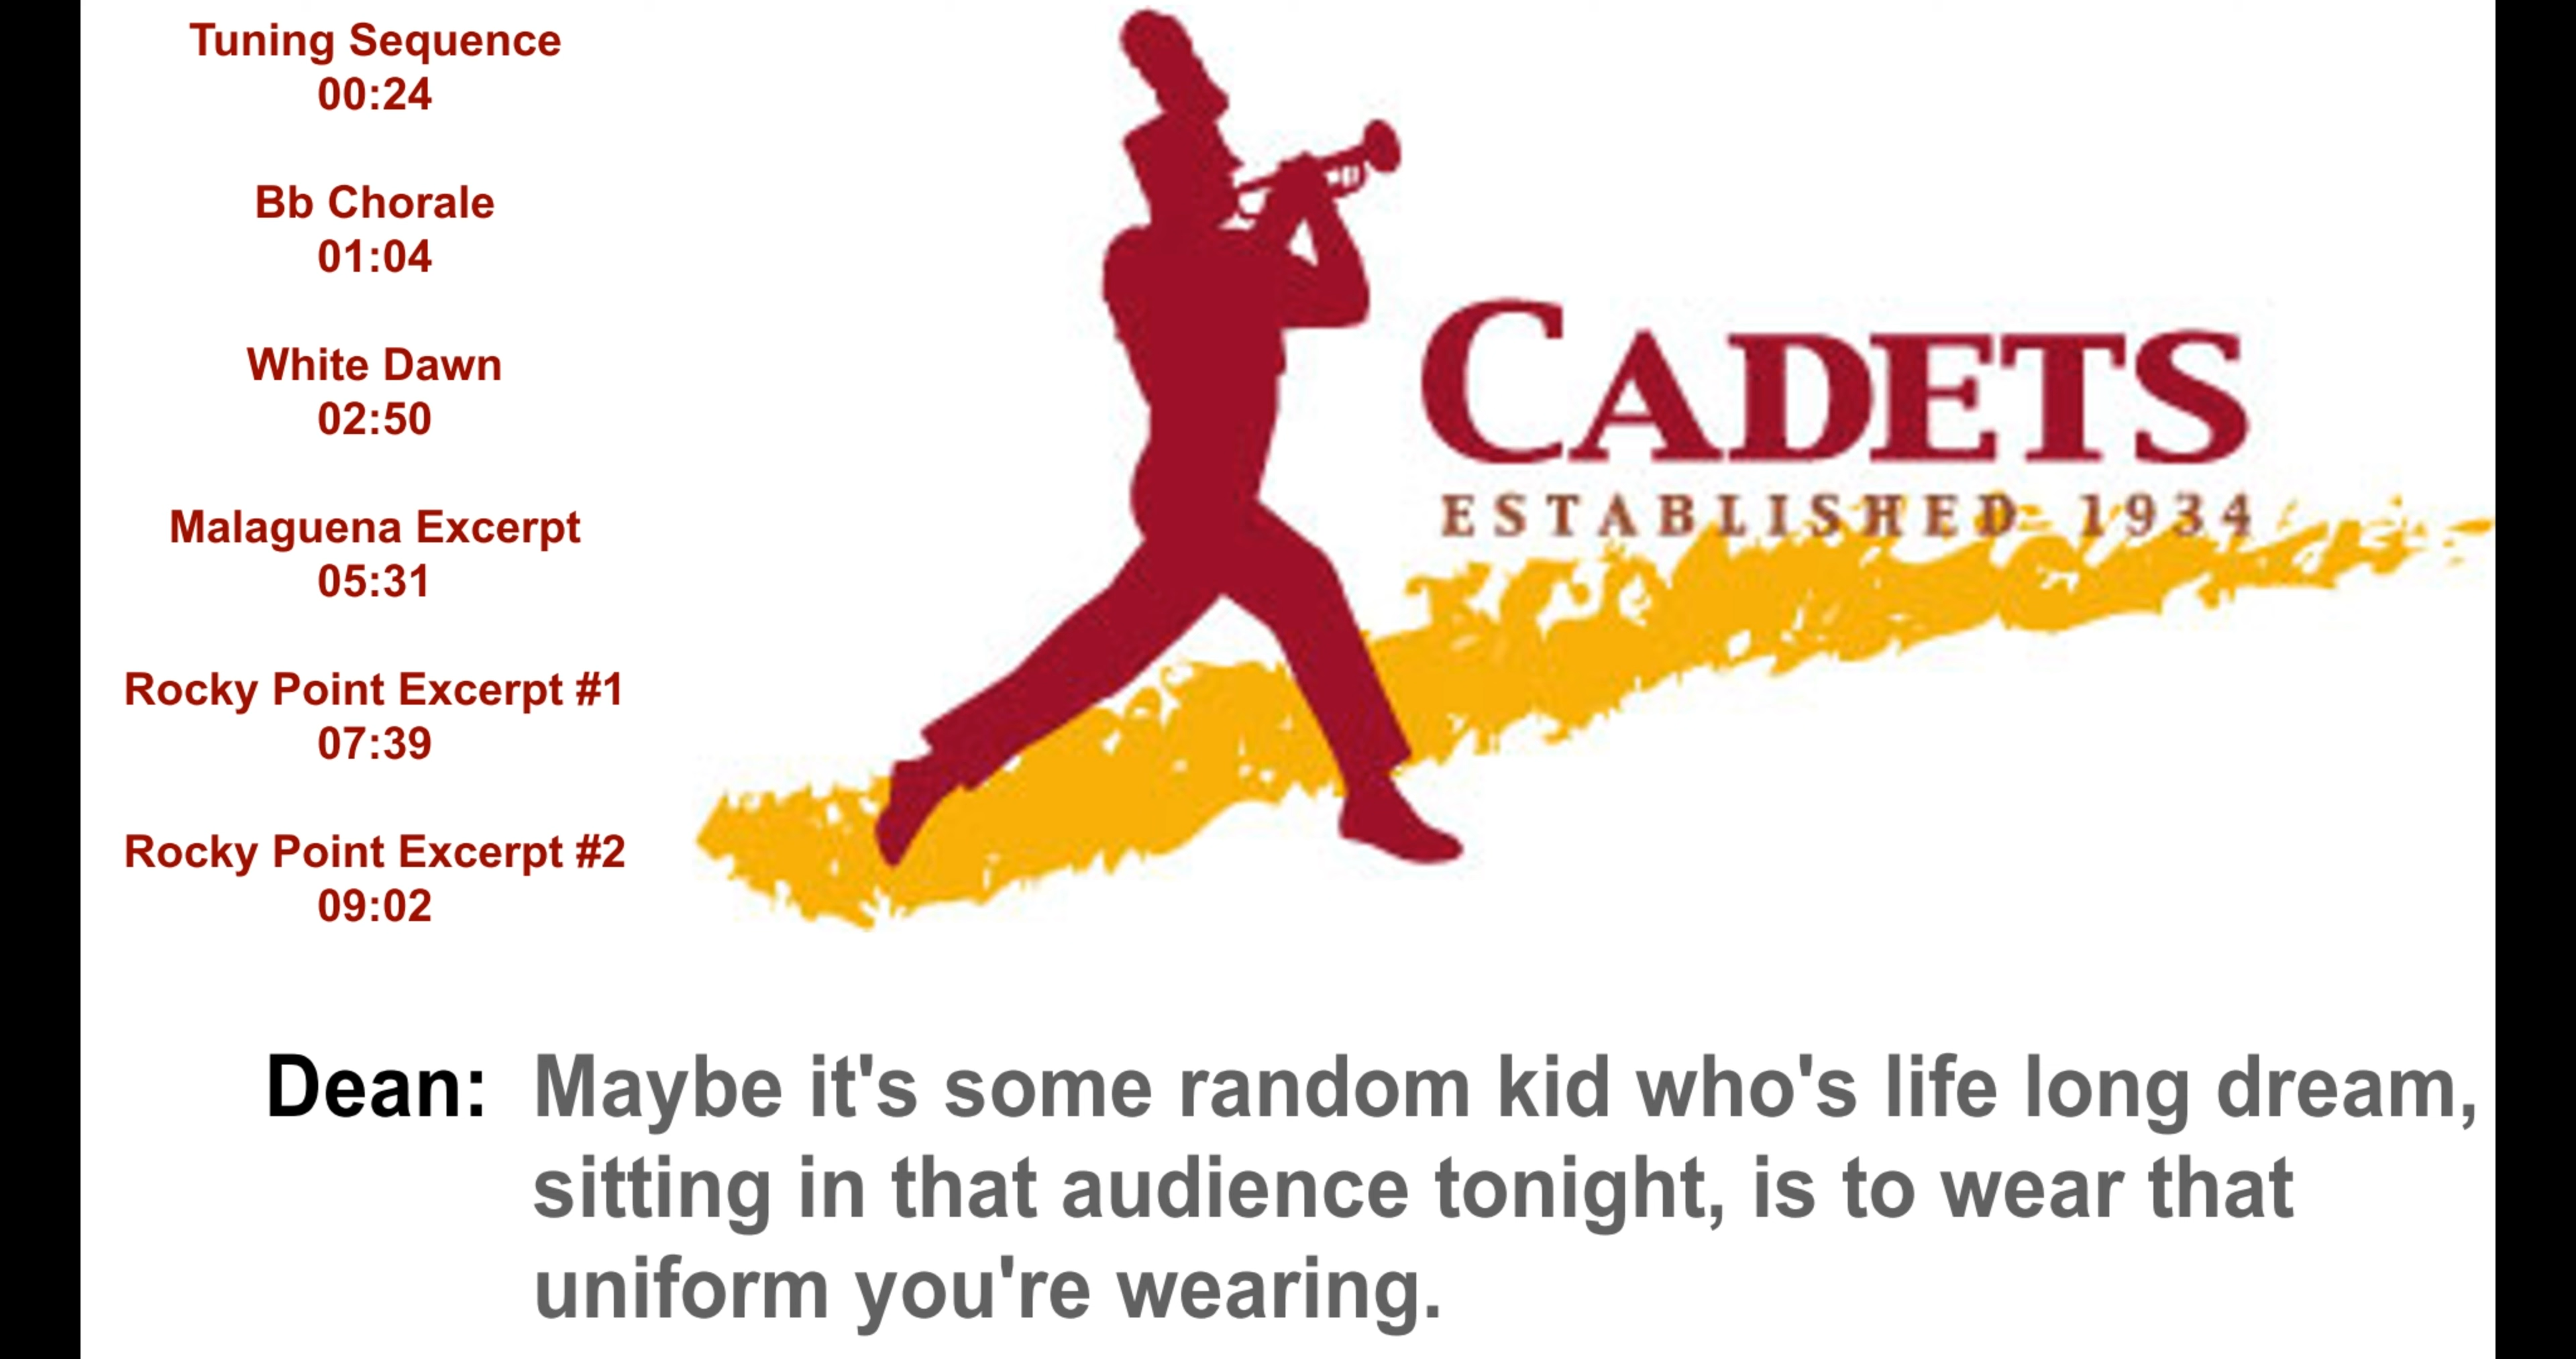 Tuning Sequence
00:24
Bb Chorale
01:04
White Dawn
02:50
Malaguena Excerpt
05:31
Rocky Point Excerpt #1
07:39
Rocky Point Excerpt #2
09:02
CADETS
ESTABLISHED 1934
Dean: Maybe it's some random kid who's life long dream,
sitting in that audience tonight, is to wear that
uniform you're wearing.